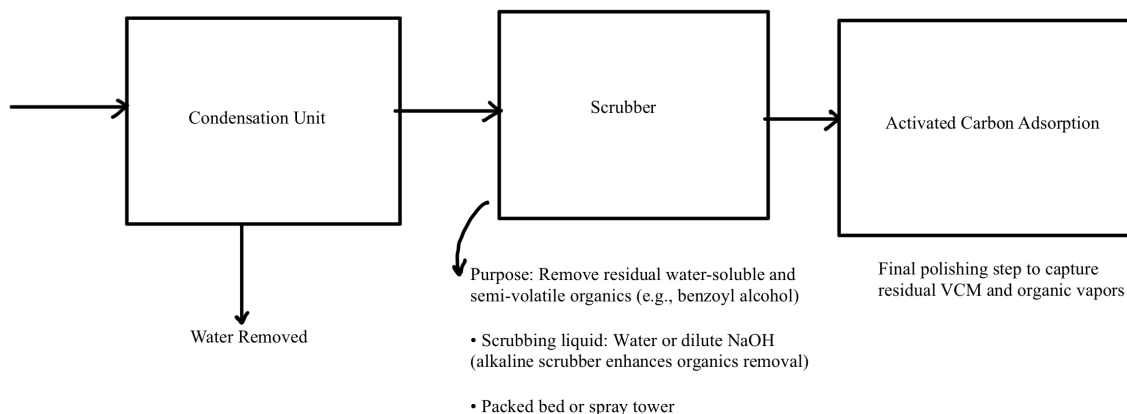 Condensation Unit
Scrubber
Activated Carbon Adsorption
Water Removed
Purpose: Remove residual water-soluble and
semi-volatile organics (e.g., benzoyl alcohol)
• Scrubbing liquid: Water or dilute NaOH
(alkaline scrubber enhances organics removal)
• Packed bed or spray tower
Final polishing step to capture
residual VCM and organic vapors